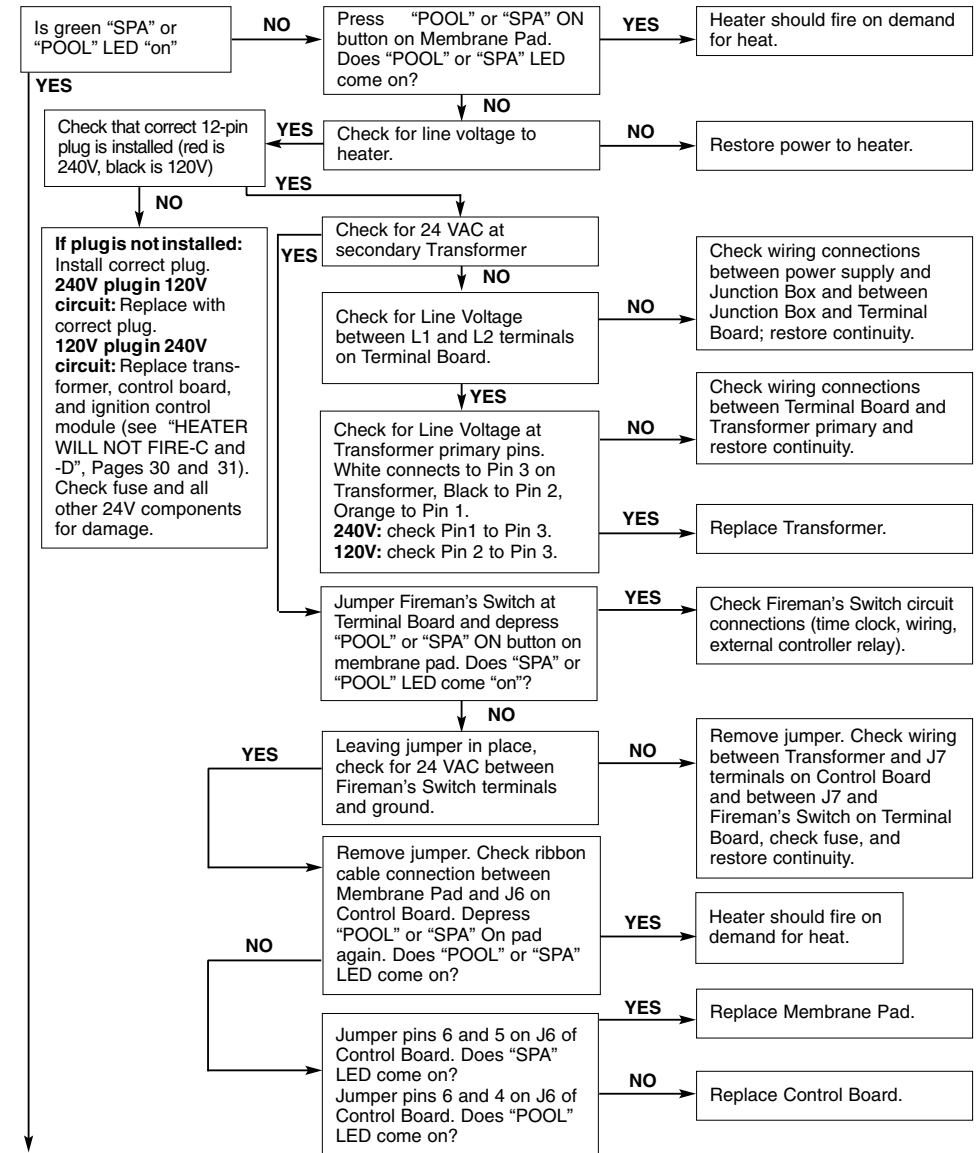 Is green “SPA” or
“POOL” LED “on”
NO
Press “POOL” or “SPA” ON
button on Membrane Pad.
Does “POOL” or “SPA” LED
come on?
YES
Heater should fire on demand
for heat.
YES
NO
Check that correct 12-pin
plug is installed (red is
240V, black is 120V)
YES
Check for line voltage to
heater.
NO
Restore power to heater.
YES
NO
If plug is not installed:
Install correct plug.
240V plug in 120V
circuit: Replace with
correct plug.
120V plug in 240V
circuit: Replace trans-
former, control board,
and ignition control
module (see “HEATER
WILL NOT FIRE-C and
-D”, Pages 30 and 31).
Check fuse and all
other 24V components
for damage.
YES
Check for 24 VAC at
secondary Transformer
NO
Check for Line Voltage
between L1 and L2 terminals
on Terminal Board.
NO
Check wiring connections
between power supply and
Junction Box and between
Junction Box and Terminal
Board; restore continuity.
YES
Check for Line Voltage at
Transformer primary pins.
White connects to Pin 3 on
Transformer, Black to Pin 2,
Orange to Pin 1.
240V: check Pin1 to Pin 3.
120V: check Pin 2 to Pin 3.
NO
Check wiring connections
between Terminal Board and
Transformer primary and
restore continuity.
YES
Replace Transformer.
Jumper Fireman’s Switch at
Terminal Board and depress
“POOL” or “SPA” ON button on
membrane pad. Does “SPA” or
“POOL” LED come “on”?
YES
Check Fireman’s Switch circuit
connections (time clock, wiring,
external controller relay).
NO
YES
Leaving jumper in place,
check for 24 VAC between
Fireman’s Switch terminals
and ground.
NO
Remove jumper. Check wiring
between Transformer and J7
terminals on Control Board
and between J7 and
Fireman’s Switch on Terminal
Board, check fuse, and
restore continuity.
Remove jumper. Check ribbon
cable connection between
Membrane Pad and J6 on
Control Board. Depress
“POOL” or “SPA” On pad
again. Does “POOL” or “SPA”
LED come on?
YES
Heater should fire on
demand for heat.
NO
Jumper pins 6 and 5 on J6 of
Control Board. Does “SPA”
LED come on?
Jumper pins 6 and 4 on J6 of
Control Board. Does “POOL”
LED come on?
YES
Replace Membrane Pad.
NO
Replace Control Board.